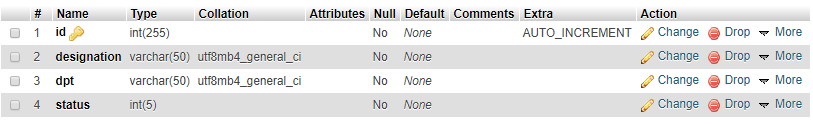 # Name Type Collation Attributes Null Default Comments Extra Action
1 id int(255) No None AUTO_INCREMENT Change Drop More
2 designation varchar(50) utf8mb4_general_ci No None Change Drop More
3 dpt varchar(50) utf8mb4_general_ci No None Change Drop More
4 status int(5) No None Change Drop More